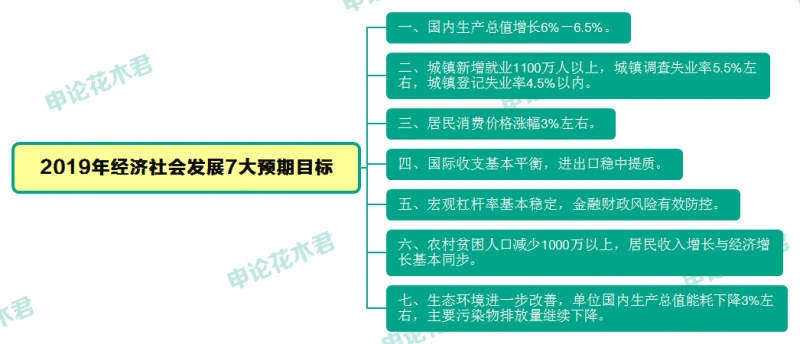 申论花木君
一、国内生产总值增长6%－6.5%。
申论花木君
二、城镇新增就业1100万人以上，城镇调查失业率5.5%左
右，城镇登记失业率4.5%以内。
三、居民消费价格涨幅3%左右。
2019年经济社会发展7大预期目标
四、国际收支基本平衡，进出口稳中提质。
申论花木君
五、宏观杠杆率基本稳定，金融财政风险有效防控。
申论花木君
六、农村贫困人口减少1000万以上，居民收入增长与经济增
长基本同步。
七、生态环境进一步改善，单位国内生产总值能耗下降3%左
右，主要污染物排放量继续下降。
花木君
申论花木君